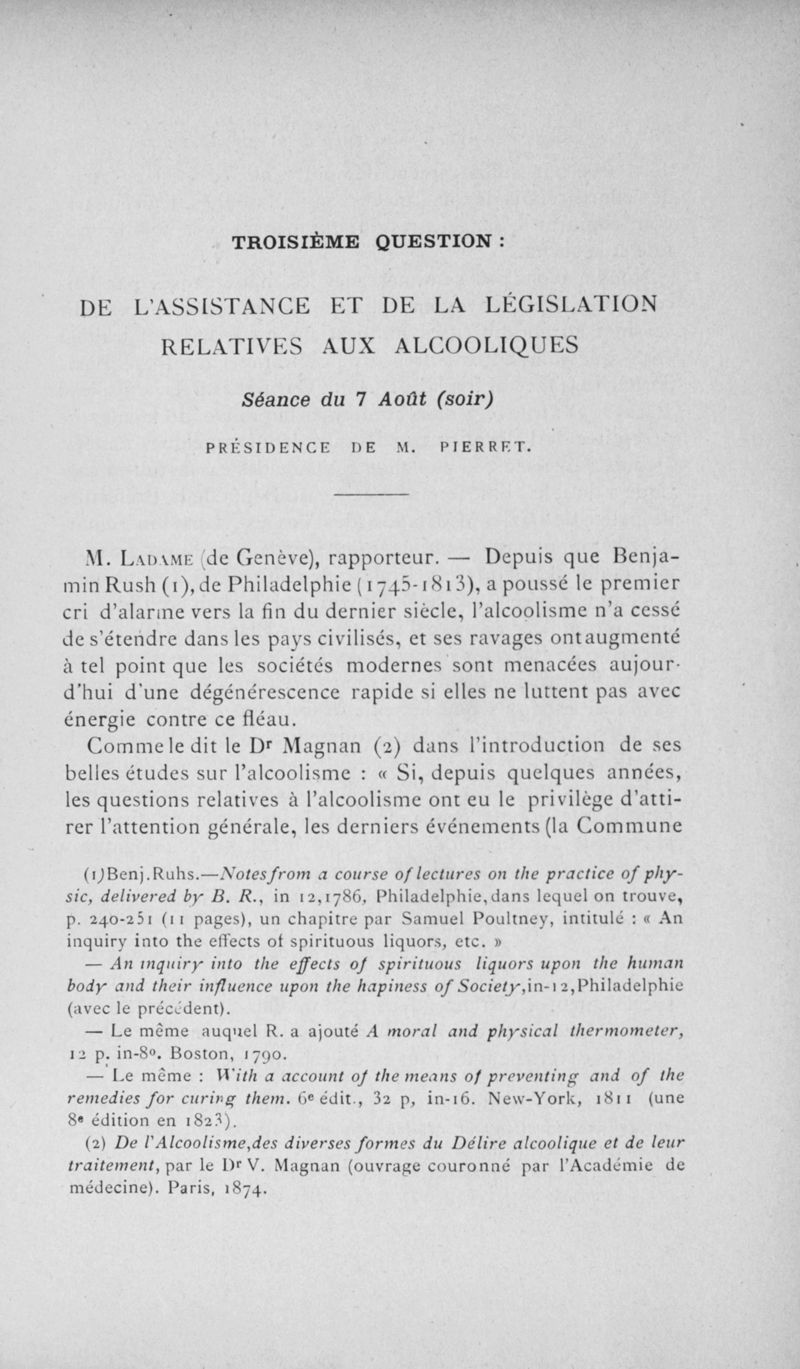 TROISIÈME QUESTION :
DE L'ASSISTANCE ET DE LA LÉGISLATION
RELATIVES AUX ALCOOLIQUES
Séance du 7 Août (soir)
PRÉSIDENCE DE M. PIERRET.
M. LADAME (de Genève), rapporteur. — Depuis que Benja-
min Rush (1), de Philadelphie (1745-1813), a poussé le premier
cri d'alarme vers la fin du dernier siècle, l'alcoolisme n'a cessé
de s'étendre dans les pays civilisés, et ses ravages ont augmenté
à tel point que les sociétés modernes sont menacées aujour-
d'hui d'une dégénérescence rapide si elles ne luttent pas avec
énergie contre ce fléau.
Comme le dit le Dr Magnan (2) dans l'introduction de ses
belles études sur l'alcoolisme : « Si, depuis quelques années,
les questions relatives à l'alcoolisme ont eu le privilège d'atti-
rer l'attention générale, les derniers événements (la Commune
(1) Benj. Ruhs.—Notes from a course of lectures on the practice of phy-
sic, delivered by B. R., in 12, 1786, Philadelphie, dans lequel on trouve,
p. 240-251 (11 pages), un chapitre par Samuel Poultney, intitulé : « An
inquiry into the effects of spirituous liquors, etc. »
— An inquiry into the effects of spirituous liquors upon the human
body and their influence upon the hapiness of Society, in-12, Philadelphie
(avec le précédent).
— Le même auquel R. a ajouté A moral and physical thermometer,
12 p. in-8º. Boston, 1790.
— Le même : With a account of the means of preventing and of the
remedies for curing them. 6e édit., 32 p, in-16. New-York, 1811 (une
8e édition en 1823).
(2) De l'Alcoolisme, des diverses formes du Délire alcoolique et de leur
traitement, par le Dr V. Magnan (ouvrage couronné par l'Académie de
médecine). Paris, 1874.